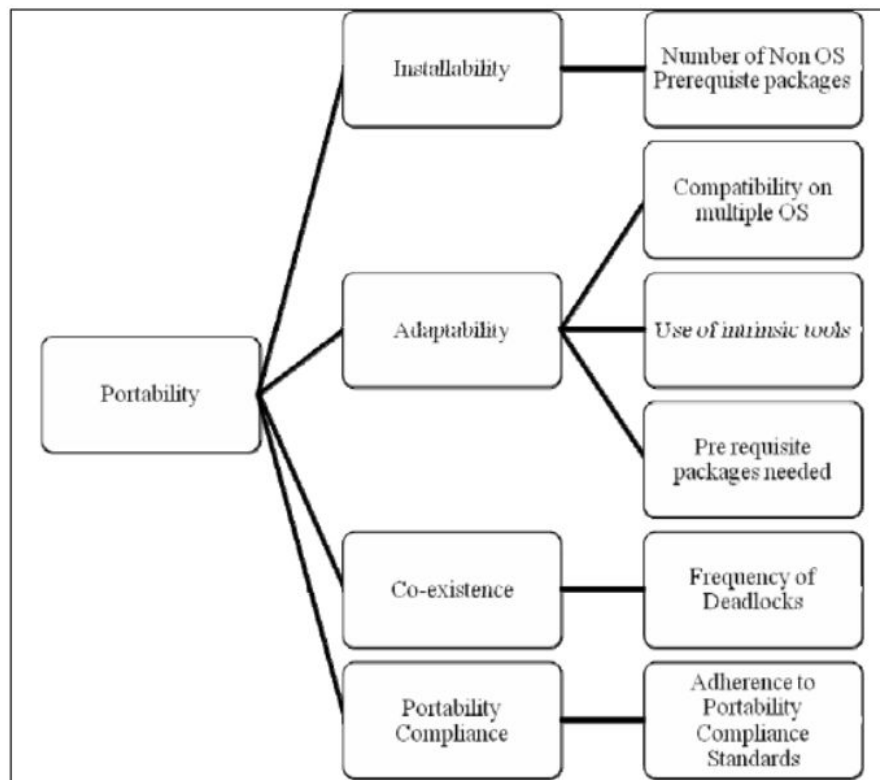 Portability
Installability
Number of Non OS
Prerequiste packages
Adaptability
Compatibility on
multiple OS
Use of intrinsic tools
Pre requisite
packages needed
Co-existence
Frequency of
Deadlocks
Portability
Compliance
Adherence to
Portability
Compliance
Standards